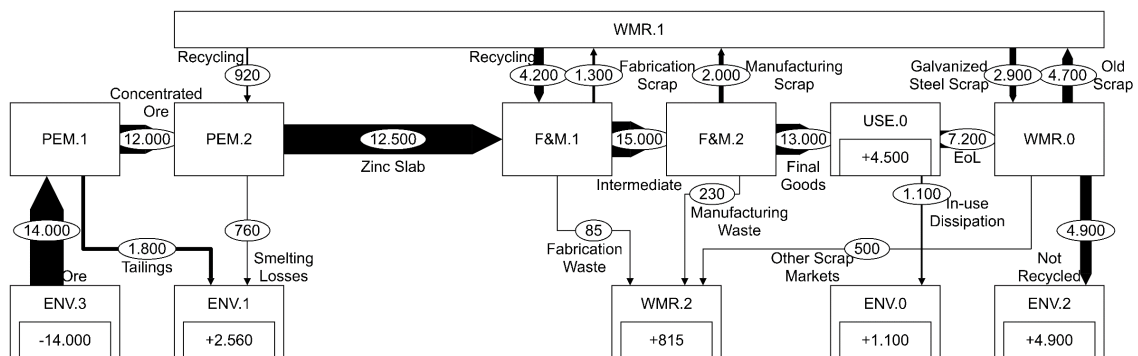 WMR.1
Recycling
920
Recycling
4.200
1.300
Fabrication
Scrap
2.000
Manufacturing
Scrap
Galvanized
Steel Scrap
2.900
4.700
Old
Scrap
Concentrated
Ore
PEM.1
12.000
PEM.2
12.500
Zinc Slab
F&M.1
15.000
Intermediate
F&M.2
13.000
Final
Goods
USE.0
+4.500
7.200
EoL
WMR.0
14.000
Ore
1.800
Tailings
760
Smelting
Losses
85
Fabrication
Waste
230
Manufacturing
Waste
1.100
In-use
Dissipation
500
Other Scrap
Markets
4.900
Not
Recycled
ENV.3
-14.000
ENV.1
+2.560
WMR.2
+815
ENV.0
+1.100
ENV.2
+4.900